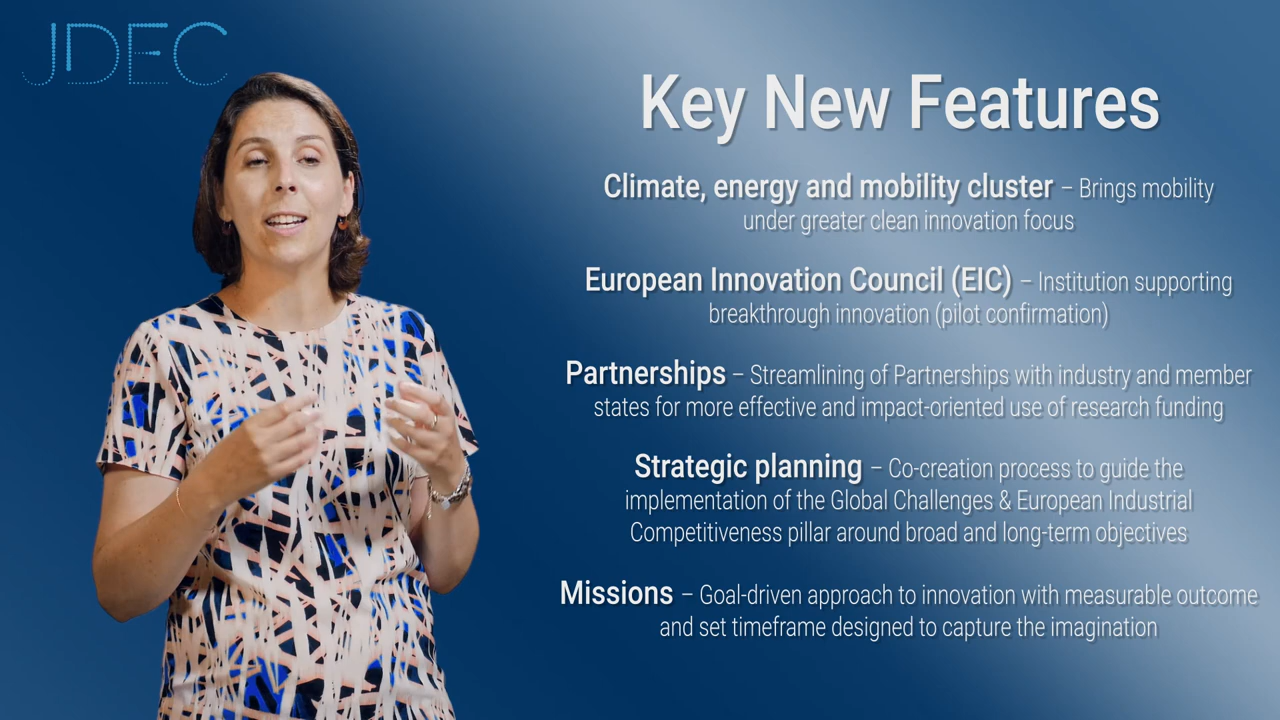 JDEC
Key New Features
Climate, energy and mobility cluster – Brings mobility
under greater clean innovation focus
European Innovation Council (EIC) – Institution supporting
breakthrough innovation (pilot confirmation)
Partnerships – Streamlining of Partnerships with industry and member
states for more effective and impact-oriented use of research funding
Strategic planning – Co-creation process to guide the
implementation of the Global Challenges & European Industrial
Competitiveness pillar around broad and long-term objectives
Missions – Goal-driven approach to innovation with measurable outcome
and set timeframe designed to capture the imagination